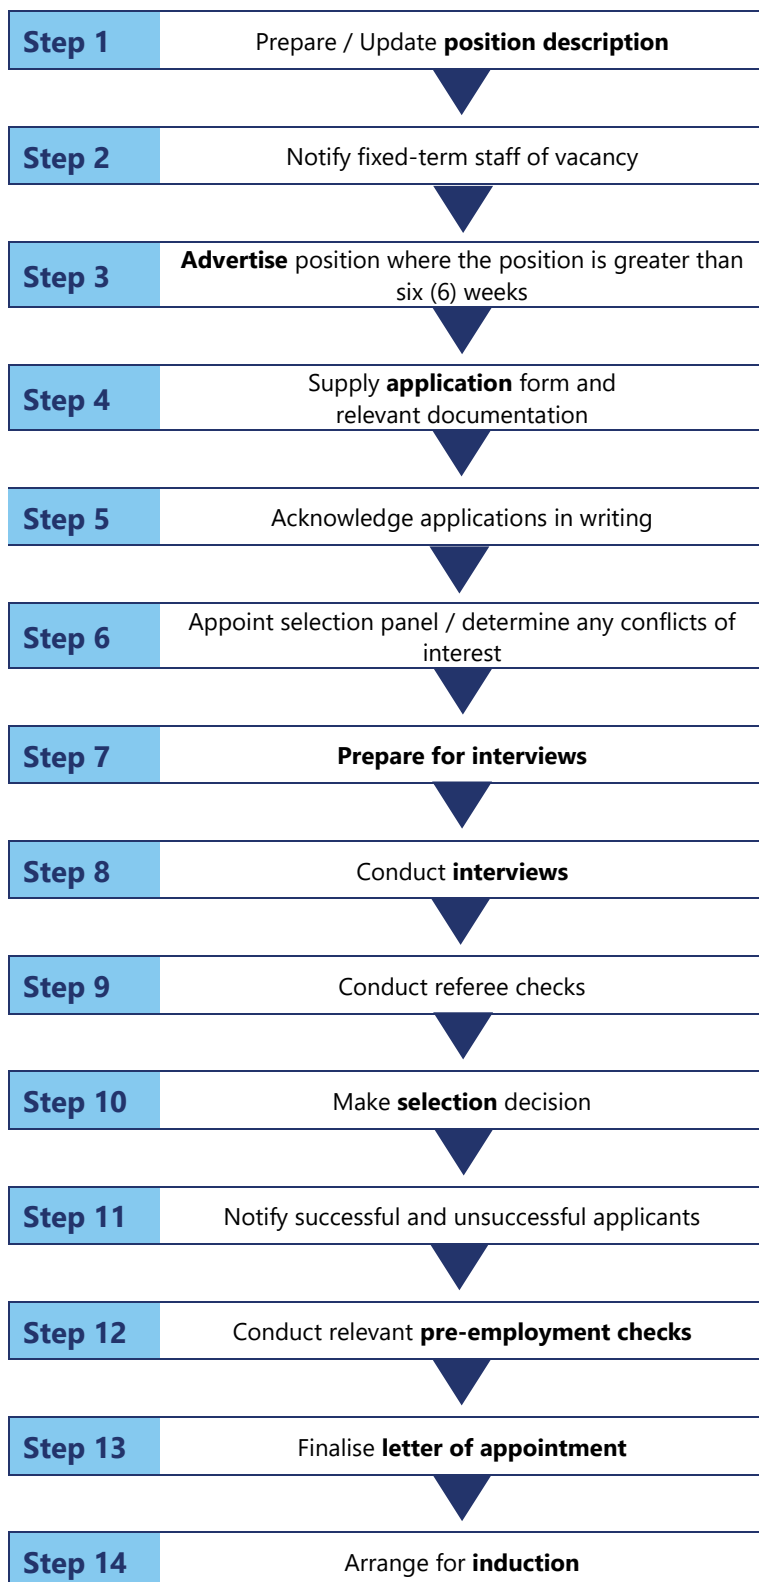 Step 1
Prepare / Update position description
Step 2
Notify fixed-term staff of vacancy
Step 3
Advertise position where the position is greater than
six (6) weeks
Step 4
Supply application form and
relevant documentation
Step 5
Acknowledge applications in writing
Step 6
Appoint selection panel / determine any conflicts of
interest
Step 7
Prepare for interviews
Step 8
Conduct interviews
Step 9
Conduct referee checks
Step 10
Make selection decision
Step 11
Notify successful and unsuccessful applicants
Step 12
Conduct relevant pre-employment checks
Step 13
Finalise letter of appointment
Step 14
Arrange for induction